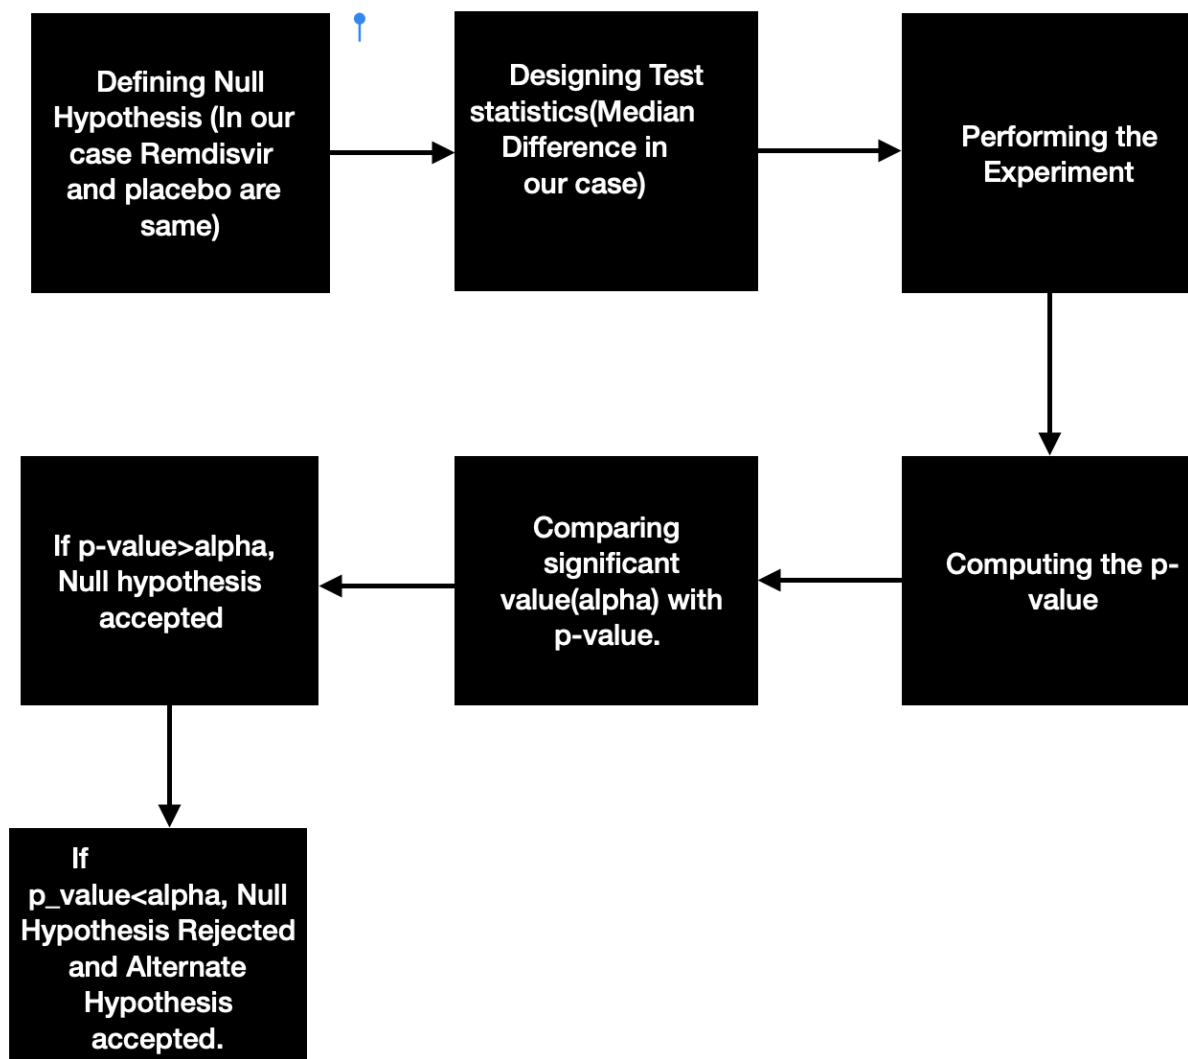 Defining Null
Hypothesis (In our
case Remdisvir
and placebo are
same)
Designing Test
statistics(Median
Difference in
our case)
Performing the
Experiment
Computing the p-
value
Comparing
significant
value(alpha) with
p-value.
If p-value>alpha,
Null hypothesis
accepted
If
p_value<alpha, Null
Hypothesis Rejected
and Alternate
Hypothesis
accepted.